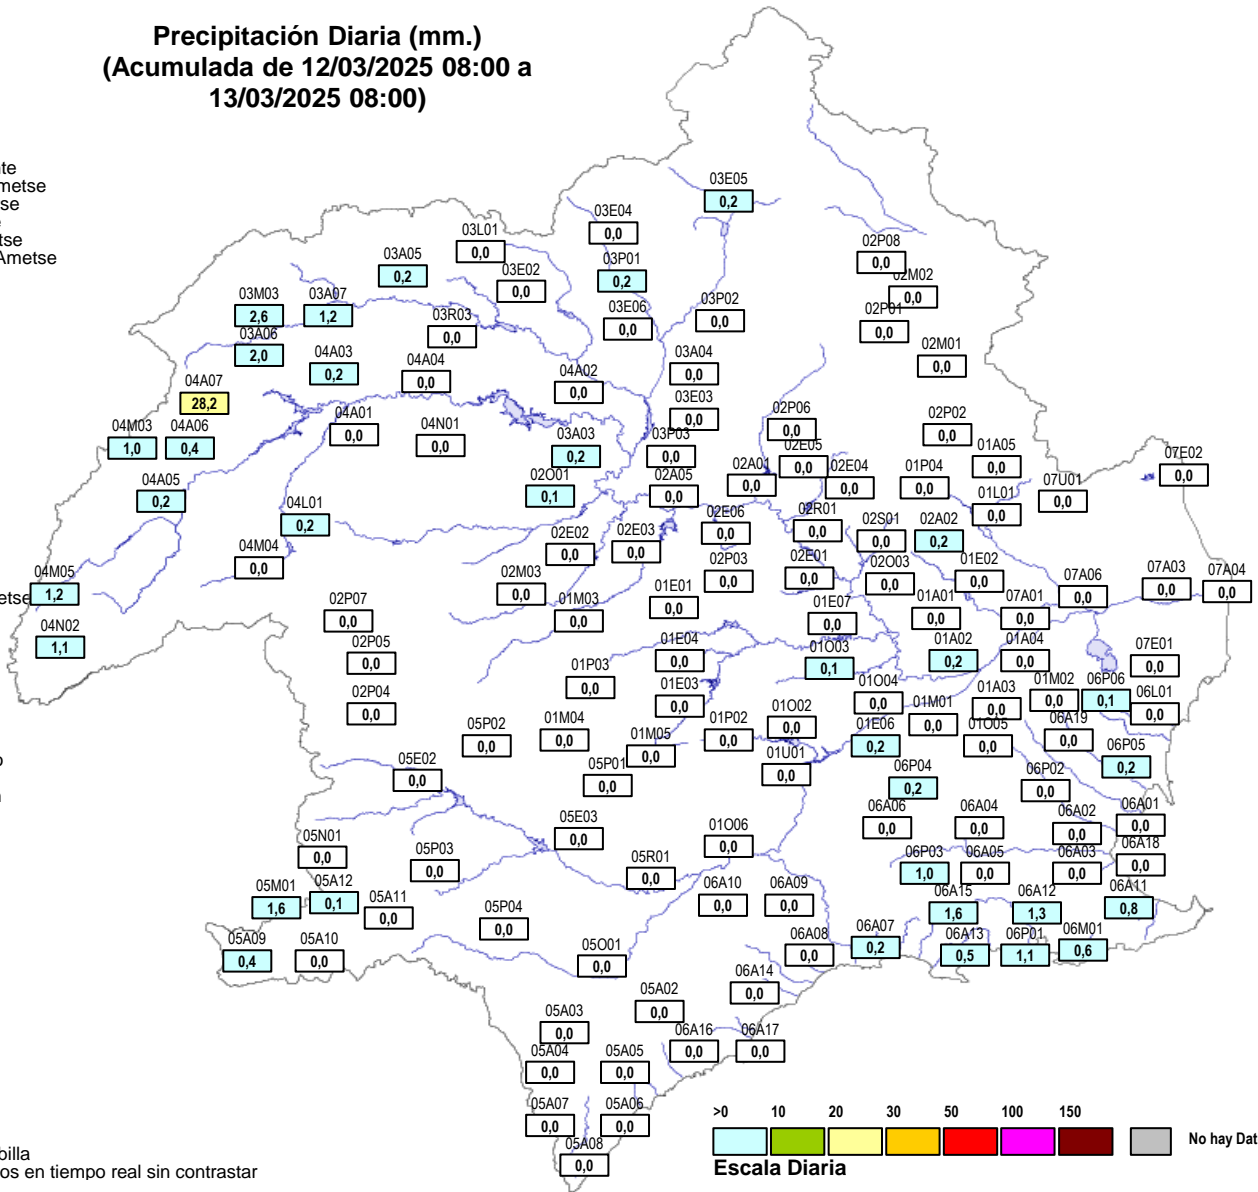 Precipitación Diaria (mm.)
(Acumulada de 12/03/2025 08:00 a
13/03/2025 08:00)
nte
metse
tse
e
tse
Ametse
etse
o
n
billa
os en tiempo real sin contrastar
03E05
0,2
03E04
0,0
03L01
0,0
03A05
0,2
03E02
0,0
03P01
0,2
02P08
0,0
02M02
0,0
03M03
2,6
03A07
1,2
03R03
0,0
03E06
0,0
03P02
0,0
02P01
0,0
03A06
2,0
04A03
0,2
04A04
0,0
04A02
0,0
03A04
0,0
02M01
0,0
04A07
28,2
04A01
0,0
04N01
0,0
03E03
0,0
02P06
0,0
02P02
0,0
04M03
1,0
04A06
0,4
03A03
0,2
03P03
0,0
02E05
0,0
01A05
0,0
07E02
0,0
04A05
0,2
02O01
0,1
02A05
0,0
02A01
0,0
02E04
0,0
01P04
0,0
01L01
0,0
07U01
0,0
04L01
0,2
02E02
0,0
02E03
0,0
02E06
0,0
02R01
0,0
02S01
0,0
02A02
0,2
04M04
0,0
04M05
1,2
02M03
0,0
01M03
0,0
01E01
0,0
02P03
0,0
02E01
0,0
02O03
0,0
01E02
0,0
07A06
0,0
07A03
0,0
07A04
0,0
02P07
0,0
01E07
0,0
01A01
0,0
07A01
0,0
04N02
1,1
02P05
0,0
01P03
0,0
01E04
0,0
01O03
0,1
01A02
0,2
01A04
0,0
07E01
0,0
02P04
0,0
01E03
0,0
01O04
0,0
01A03
0,0
01M02
0,0
06P06
0,1
06L01
0,0
05P02
0,0
01M04
0,0
01M05
0,0
01P02
0,0
01O02
0,0
01E06
0,2
01M01
0,0
01O05
0,0
06A19
0,0
05E02
0,0
05P01
0,0
01U01
0,0
06P04
0,2
06P02
0,0
06P05
0,2
05E03
0,0
01O06
0,0
06A06
0,0
06A04
0,0
06A02
0,0
06A01
0,0
05N01
0,0
05P03
0,0
05R01
0,0
06P03
1,0
06A05
0,0
06A03
0,0
06A18
0,0
05M01
1,6
05A12
0,1
05A11
0,0
05P04
0,0
06A10
0,0
06A09
0,0
06A15
1,6
06A12
1,3
06A11
0,8
05A09
0,4
05A10
0,0
05O01
0,0
06A08
0,0
06A07
0,2
06A13
0,5
06P01
1,1
06M01
0,6
06A14
0,0
05A02
0,0
05A03
0,0
06A16
0,0
06A17
0,0
05A04
0,0
05A05
0,0
05A07
0,0
05A06
0,0
05A08
0,0
>0 10 20 30 50 100 150
No hay Dat
Escala Diaria